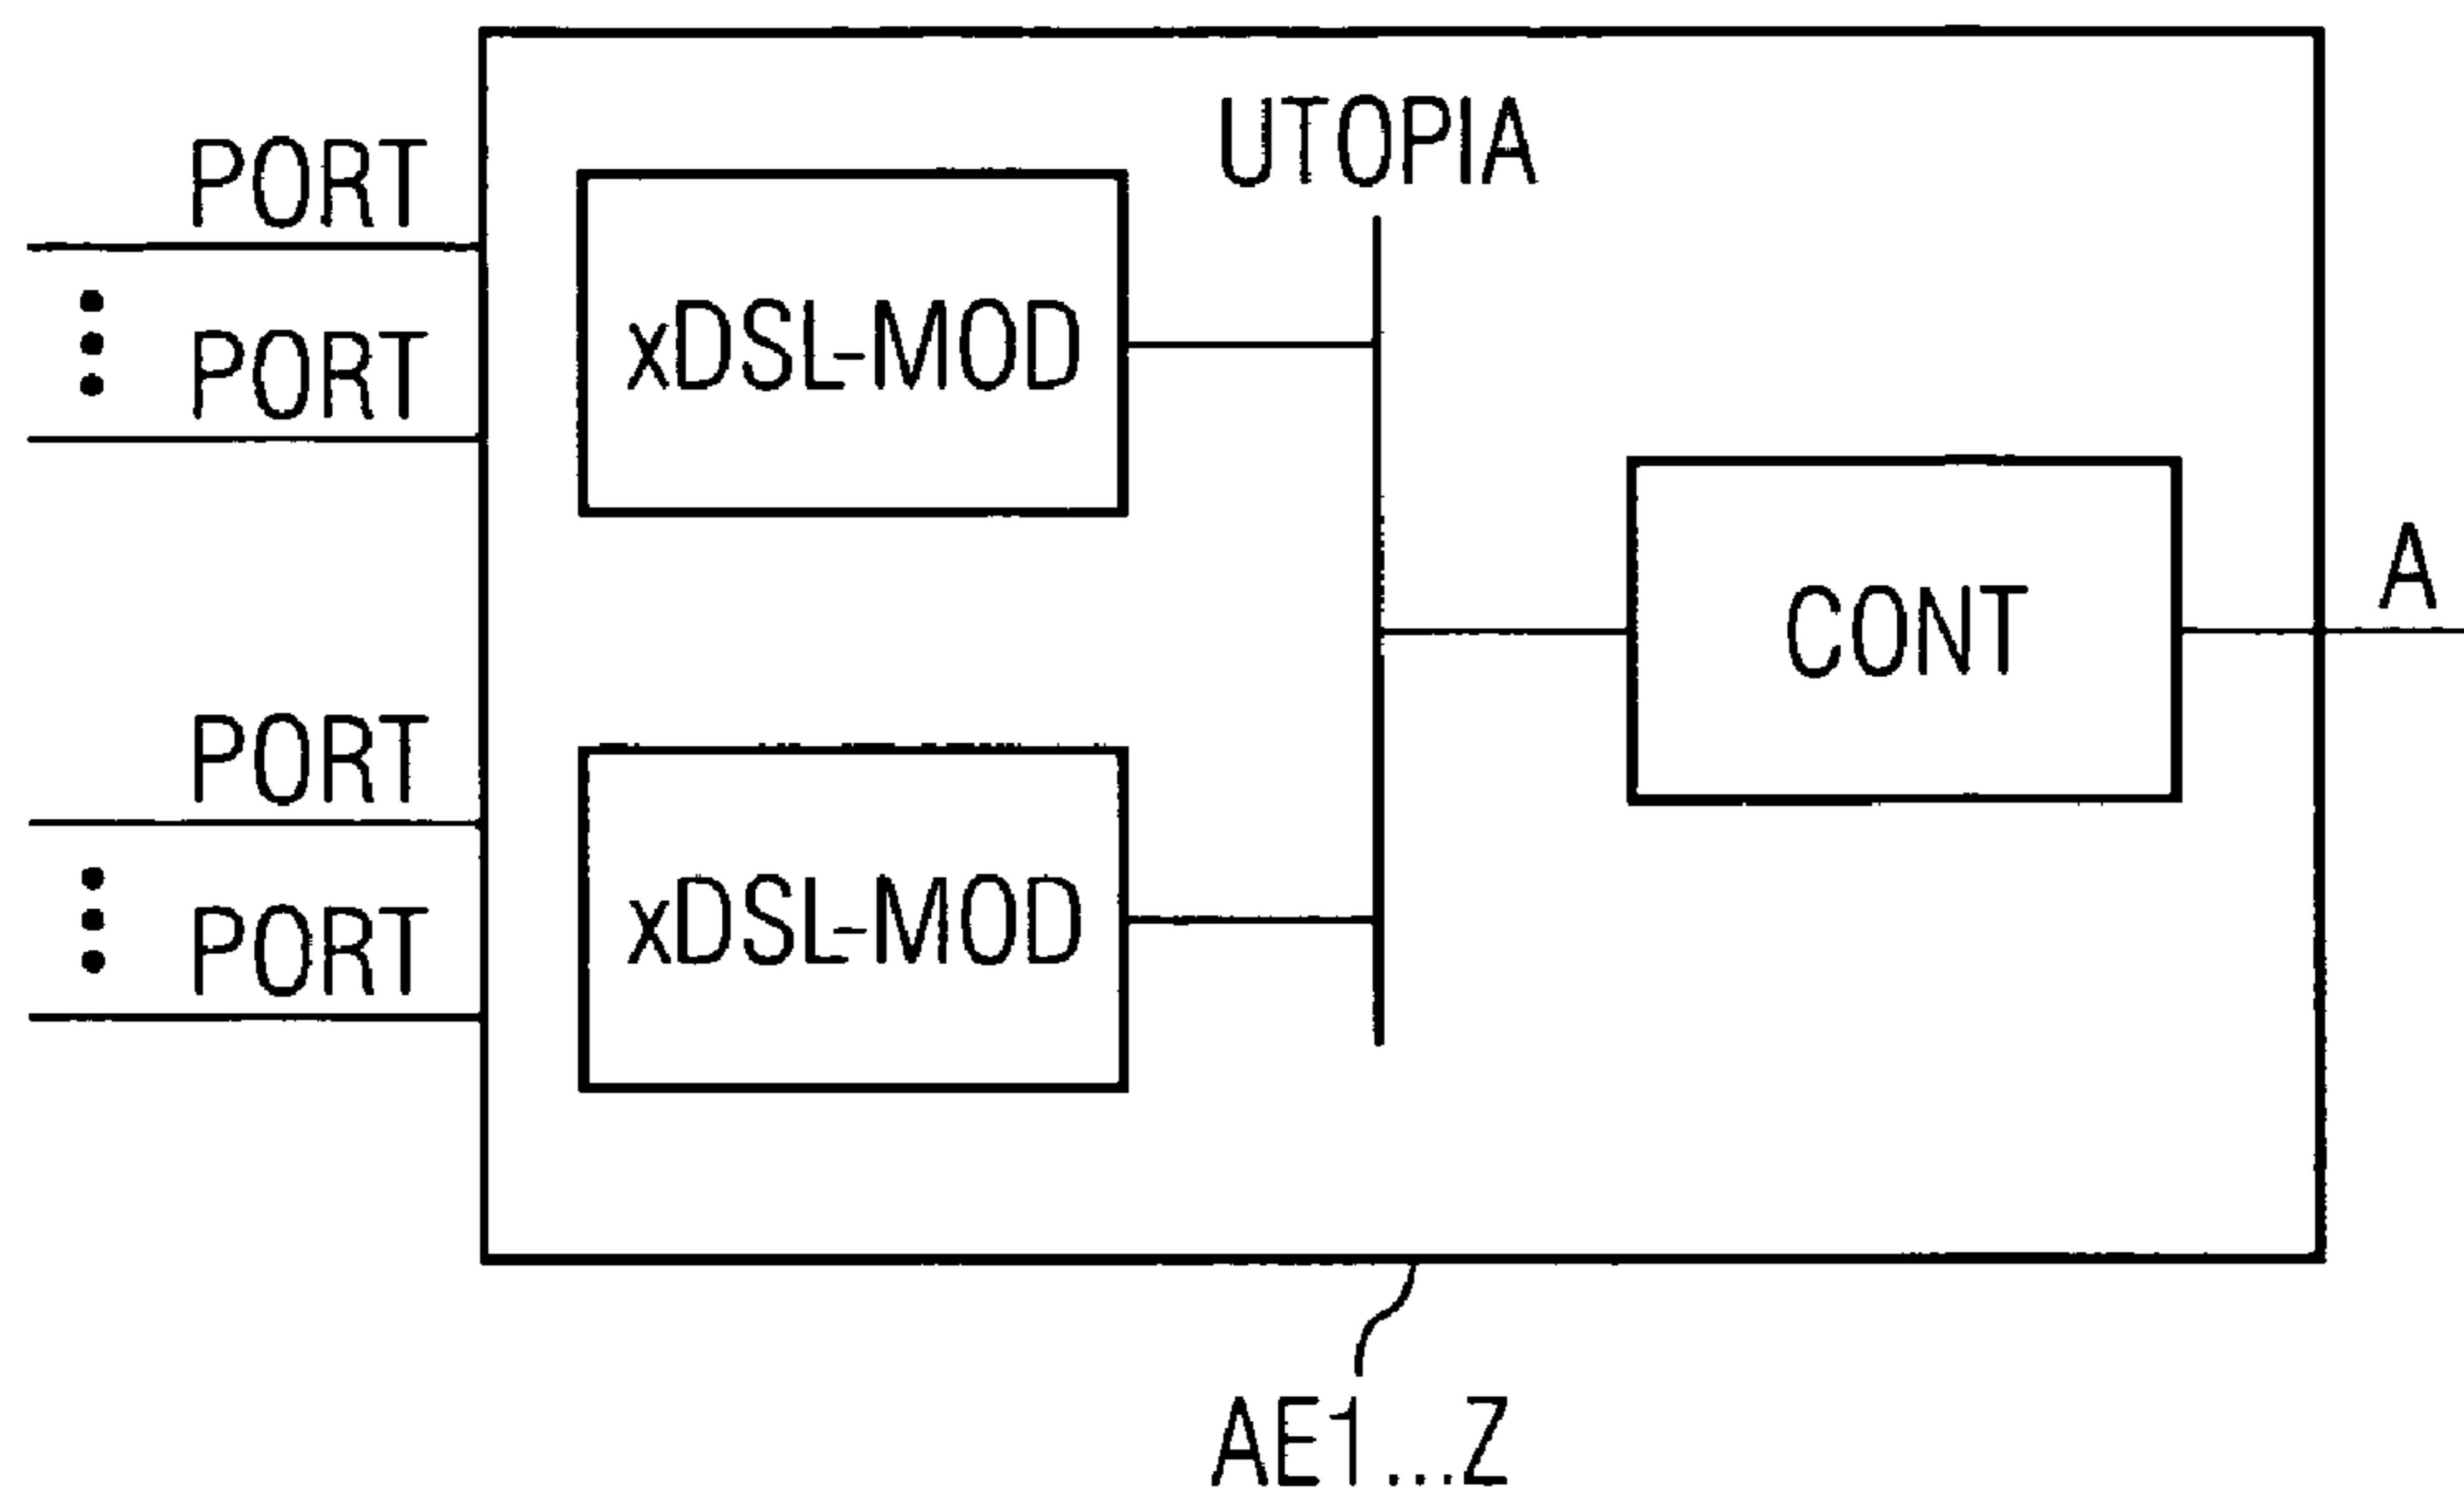 UTOPIA
PORT
xDSL-MOD
PORT
A
CONT
PORT
xDSL-MOD
PORT
AE1...Z